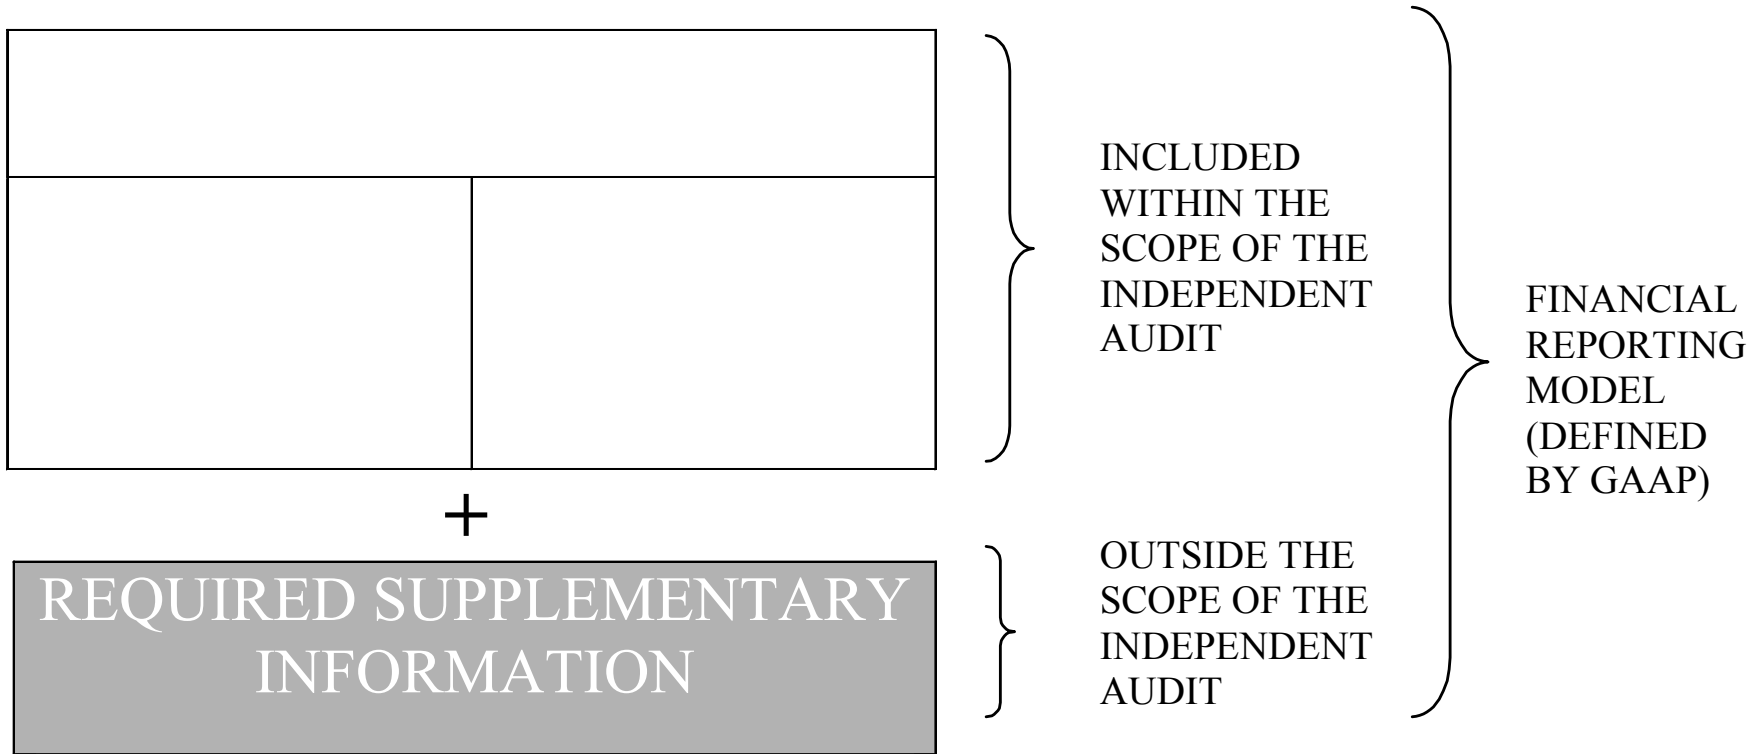 INCLUDED
WITHIN THE
SCOPE OF THE
INDEPENDENT
AUDIT
FINANCIAL
REPORTING
MODEL
(DEFINED
BY GAAP)
+
REQUIRED SUPPLEMENTARY
INFORMATION
OUTSIDE THE
SCOPE OF THE
INDEPENDENT
AUDIT